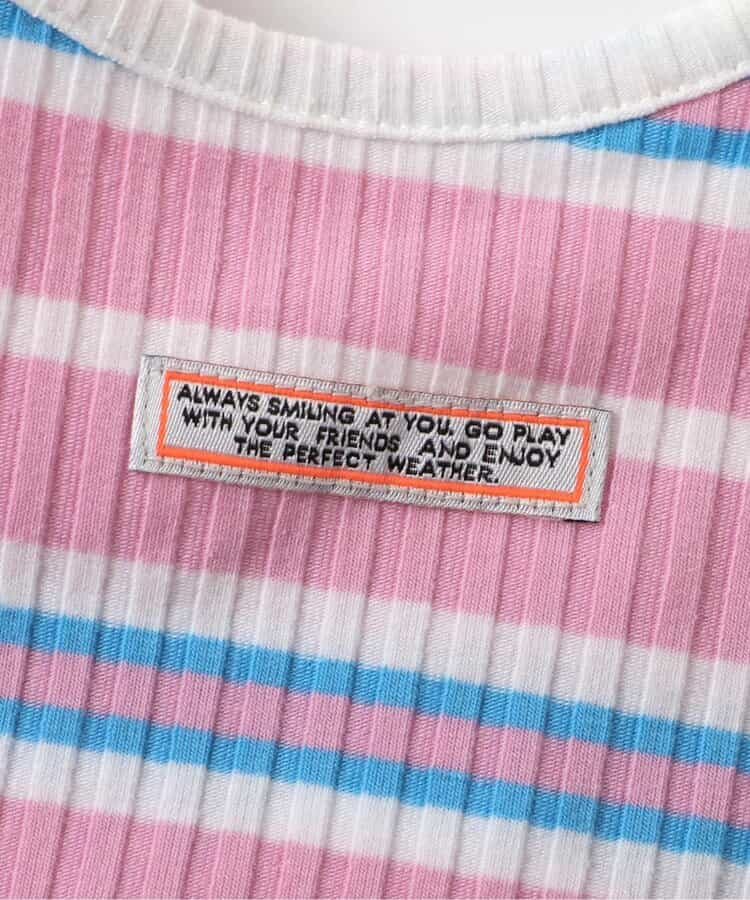 ALWAYS SMILING AT YOU. GO PLAY
WITH YOUR FRIENDS AND ENJOY
THE PERFECT WEATHER.